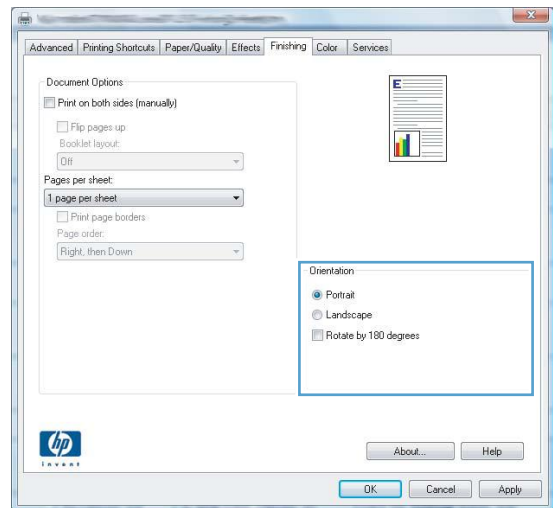 Advanced Printing Shortcuts Paper/Quality Effects Finishing Color Services
Document Options
Print on both sides (manually)
Flip pages up
Booklet layout:
Off
Pages per sheet:
1 page per sheet
Print page borders
Page order:
Right, then Down
E
Orientation
Portrait
Landscape
Rotate by 180 degrees
hp
invent
About... Help
OK Cancel Apply